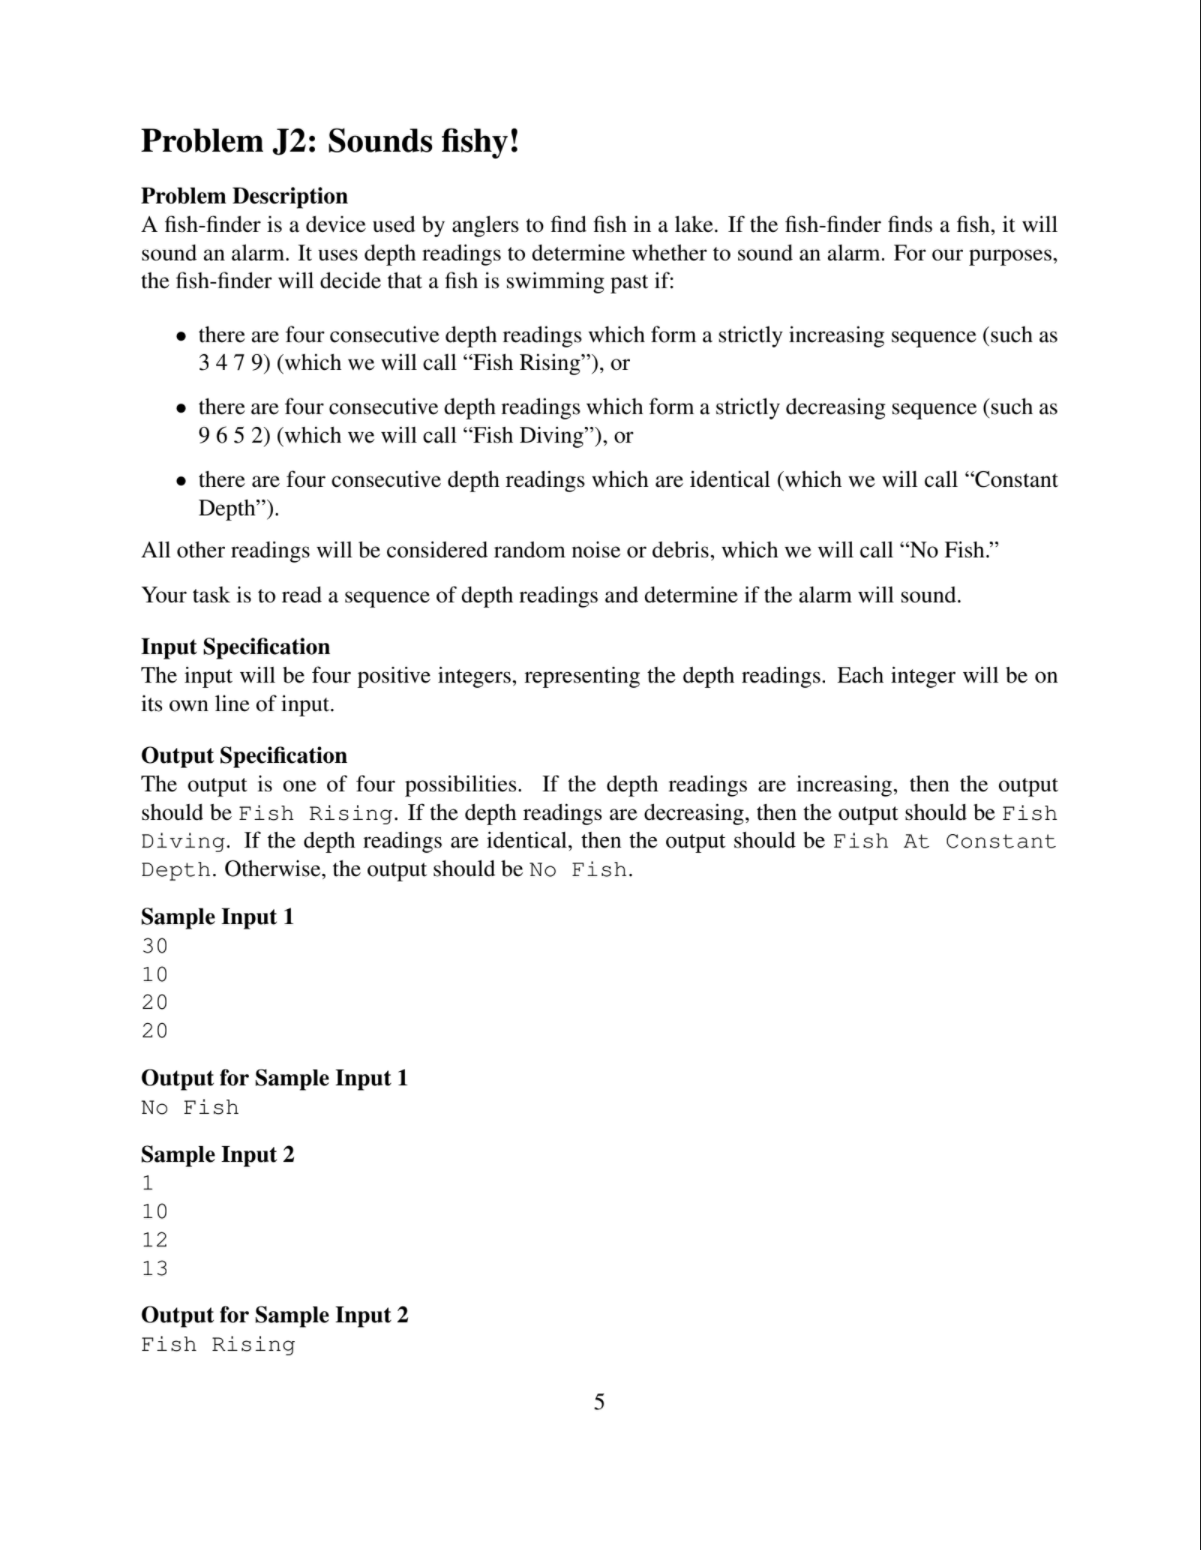 Problem J2: Sounds fishy!
Problem Description
A fish-finder is a device used by anglers to find fish in a lake. If the fish-finder finds a fish, it will
sound an alarm. It uses depth readings to determine whether to sound an alarm. For our purposes,
the fish-finder will decide that a fish is swimming past if:
• there are four consecutive depth readings which form a strictly increasing sequence (such as
3 4 7 9) (which we will call “Fish Rising”), or
• there are four consecutive depth readings which form a strictly decreasing sequence (such as
9 6 5 2) (which we will call “Fish Diving”), or
• there are four consecutive depth readings which are identical (which we will call “Constant
Depth”).
All other readings will be considered random noise or debris, which we will call “No Fish.”
Your task is to read a sequence of depth readings and determine if the alarm will sound.
Input Specification
The input will be four positive integers, representing the depth readings. Each integer will be on
its own line of input.
Output Specification
The output is one of four possibilities. If the depth readings are increasing, then the output
should be Fish Rising. If the depth readings are decreasing, then the output should be Fish
Diving. If the depth readings are identical, then the output should be Fish At Constant
Depth. Otherwise, the output should be No Fish.
Sample Input 1
30
10
20
20
Output for Sample Input 1
No Fish
Sample Input 2
1
10
12
13
Output for Sample Input 2
Fish Rising
5